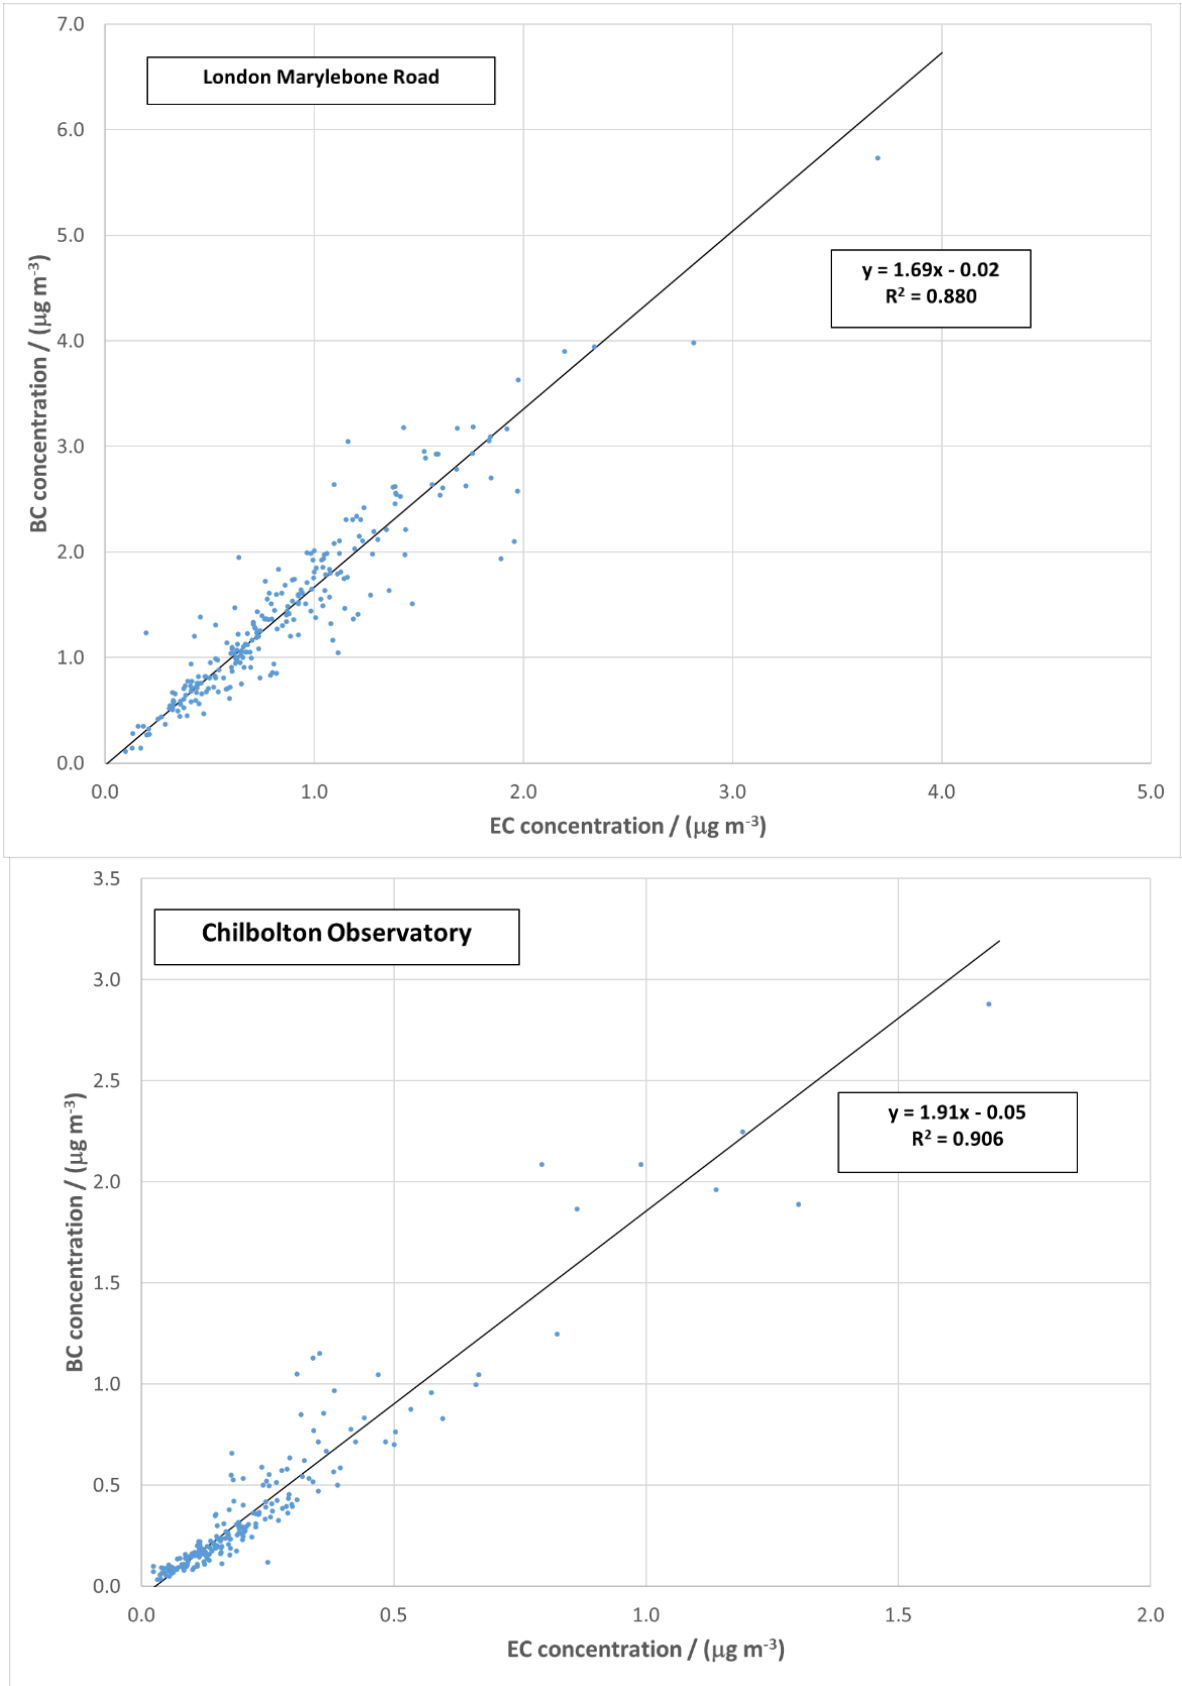 7.0
London Marylebone Road
6.0
5.0
y = 1.69x - 0.02
R² = 0.880
4.0
3.0
2.0
1.0
0.0
BC concentration / (μg m⁻³)
0.0 1.0 2.0 3.0 4.0 5.0
EC concentration / (μg m⁻³)
3.5
Chilbolton Observatory
3.0
2.5
y = 1.91x - 0.05
R² = 0.906
2.0
1.5
1.0
0.5
0.0
BC concentration / (μg m⁻³)
0.0 0.5 1.0 1.5 2.0
EC concentration / (μg m⁻³)